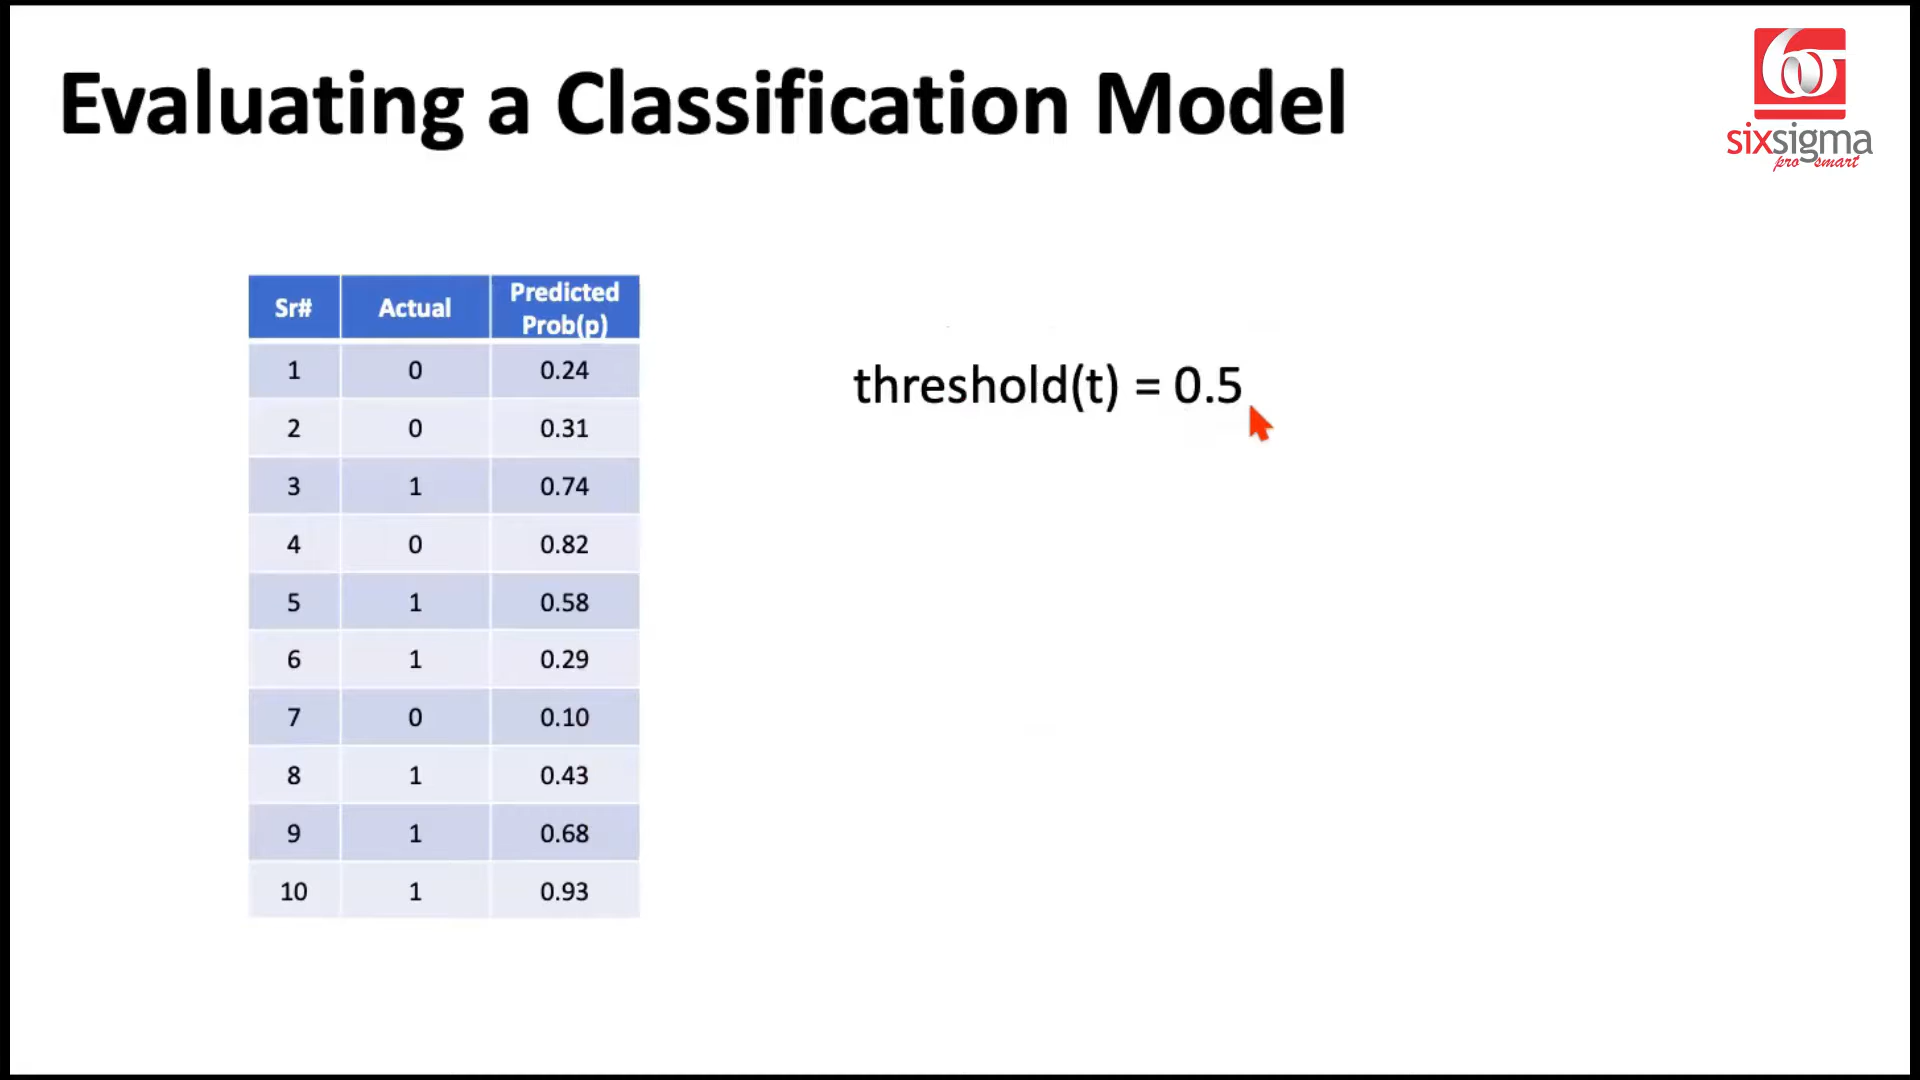 Evaluating a Classification Model
sixsigma
pro smart
Sr# Actual Predicted Prob(p)
1 0 0.24
2 0 0.31
3 1 0.74
4 0 0.82
5 1 0.58
6 1 0.29
7 0 0.10
8 1 0.43
9 1 0.68
10 1 0.93
threshold(t) = 0.5